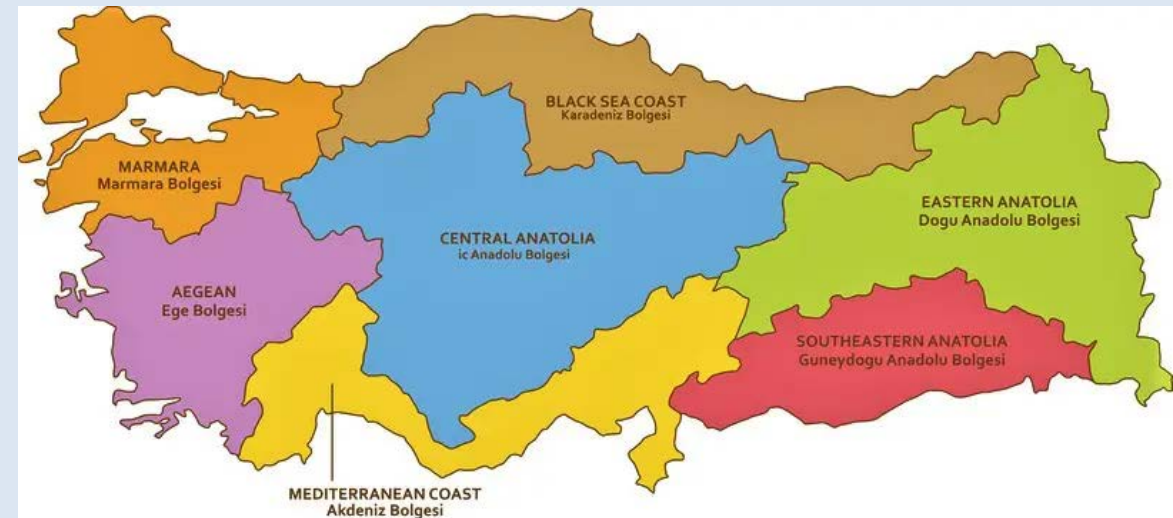 BLACK SEA COAST
Karadeniz Bolgesi
MARMARA
Marmara Bolgesi
EASTERN ANATOLIA
Dogu Anadolu Bolgesi
CENTRAL ANATOLIA
ic Anadolu Bolgesi
AEGEAN
Ege Bolgesi
SOUTHEASTERN ANATOLIA
Guneydogu Anadolu Bolgesi
MEDITERRANEAN COAST
Akdeniz Bolgesi